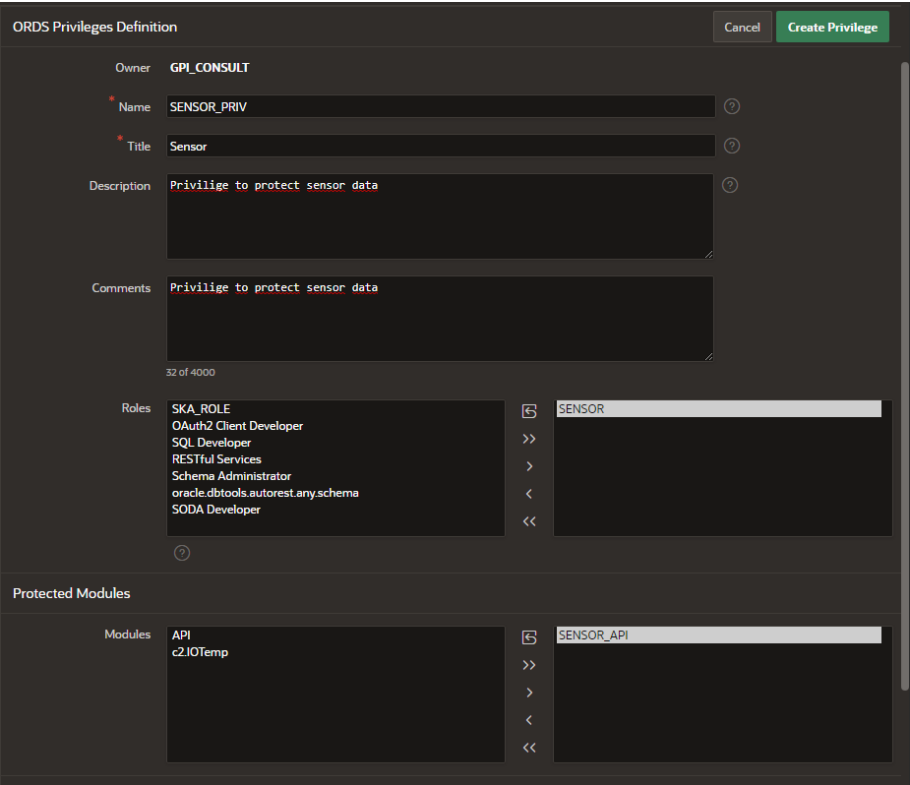 ORDS Privileges Definition
Cancel
Create Privilege
Owner GPI_CONSULT
* Name SENSOR_PRIV ?
* Title Sensor ?
Description Privilige to protect sensor data ?
Comments Privilige to protect sensor data
32 of 4000
Roles SKA_ROLE
OAuth2 Client Developer
SQL Developer
RESTful Services
Schema Administrator
oracle.dbtools.autorest.any.schema
SODA Developer
>>
>
<
<<
SENSOR
?
Protected Modules
Modules API
c2.IOTemp
>>
>
<
<<
SENSOR_API